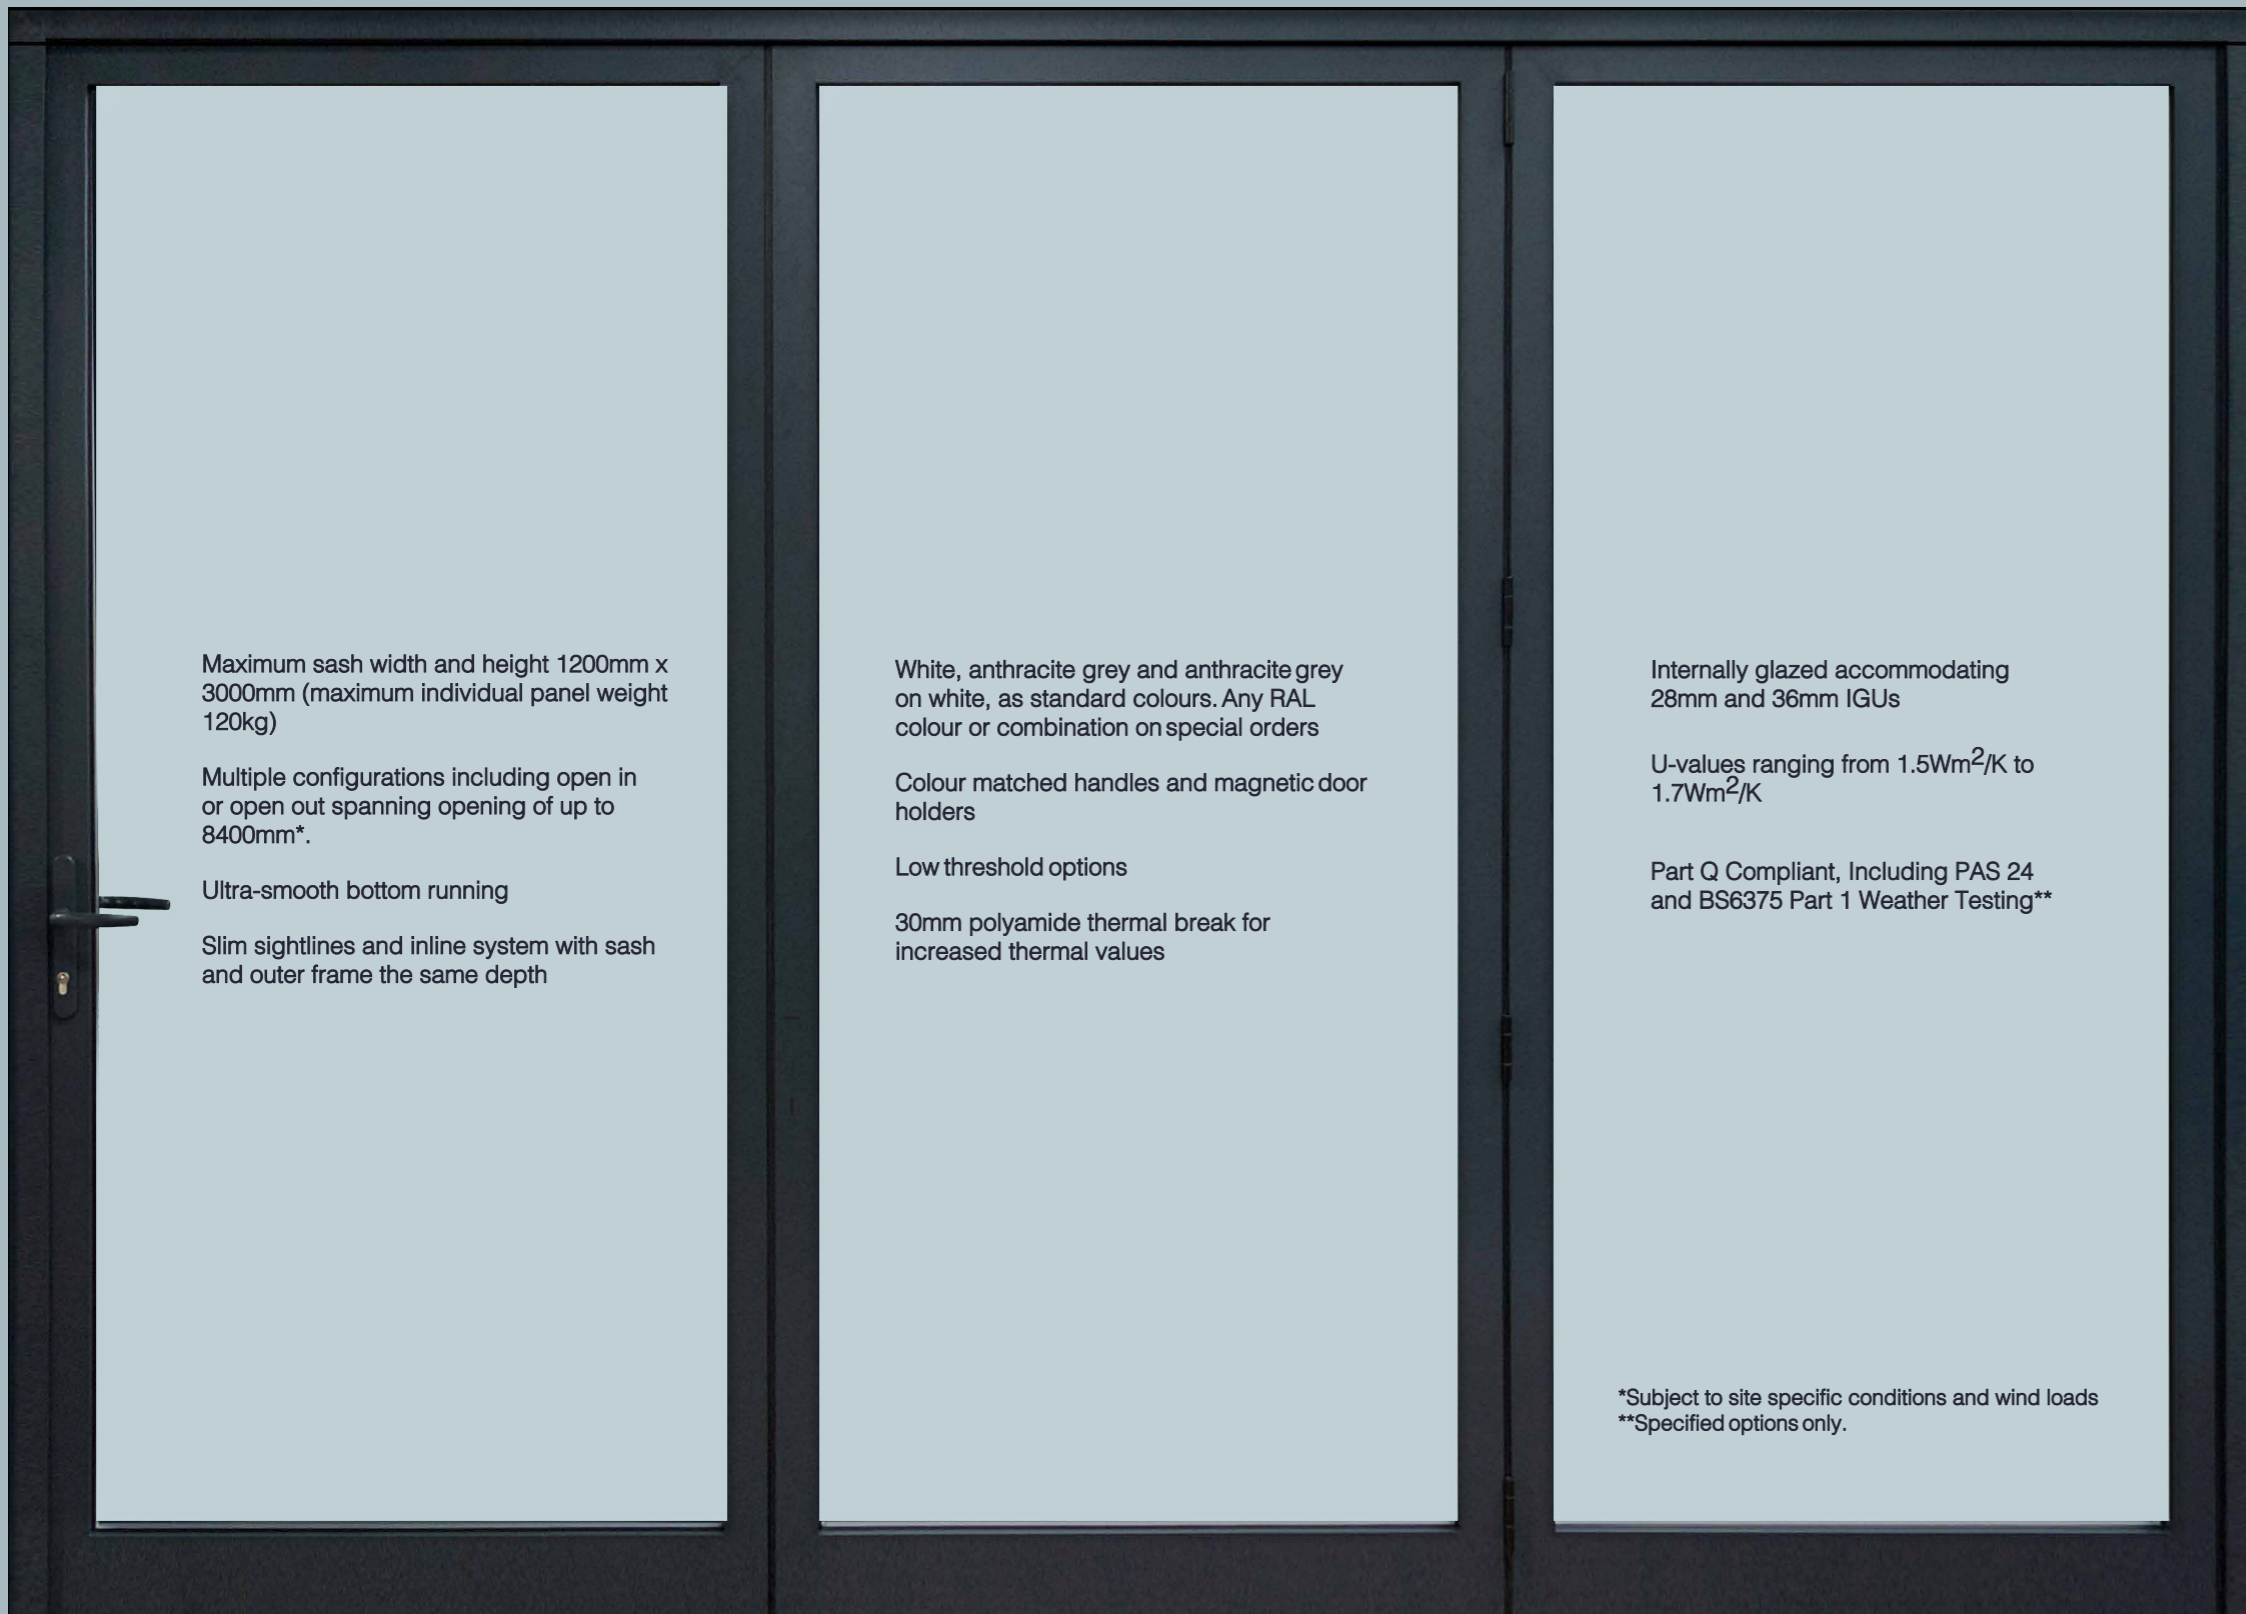 Maximum sash width and height 1200mm x
3000mm (maximum individual panel weight
120kg)
Multiple configurations including open in
or open out spanning opening of up to
8400mm*.
Ultra-smooth bottom running
Slim sightlines and inline system with sash
and outer frame the same depth
White, anthracite grey and anthracite grey
on white, as standard colours. Any RAL
colour or combination on special orders
Colour matched handles and magnetic door
holders
Low threshold options
30mm polyamide thermal break for
increased thermal values
Internally glazed accommodating
28mm and 36mm IGUs
U-values ranging from 1.5Wm²/K to
1.7Wm²/K
Part Q Compliant, Including PAS 24
and BS6375 Part 1 Weather Testing**
*Subject to site specific conditions and wind loads
**Specified options only.